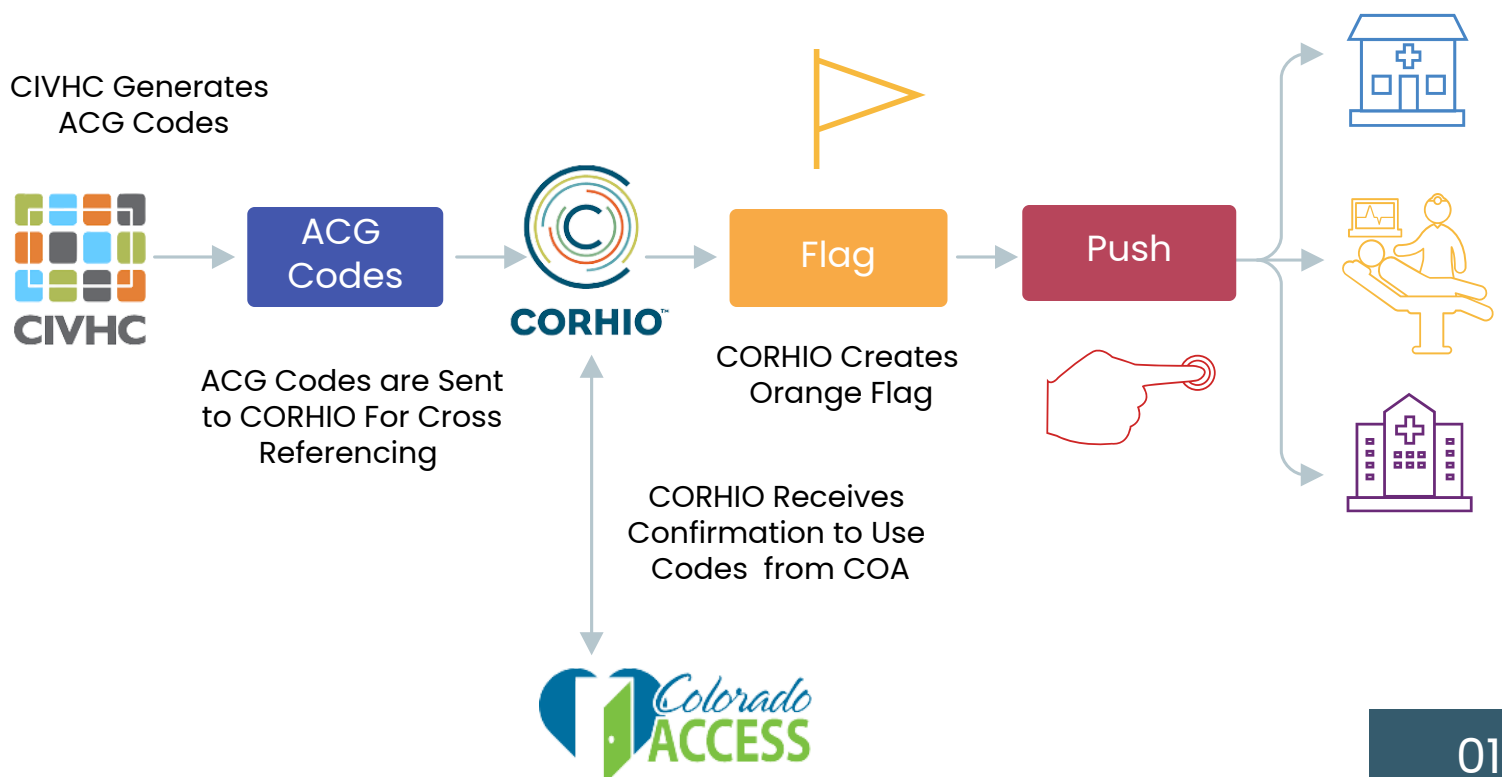 CIVHC Generates
ACG Codes
CIVHC
ACG
Codes
ACG Codes are Sent
to CORHIO For Cross
Referencing
C
CORHIO™
Flag
CORHIO Creates
Orange Flag
Push
CORHIO Receives
Confirmation to Use
Codes from COA
Colorado
ACCESS
01